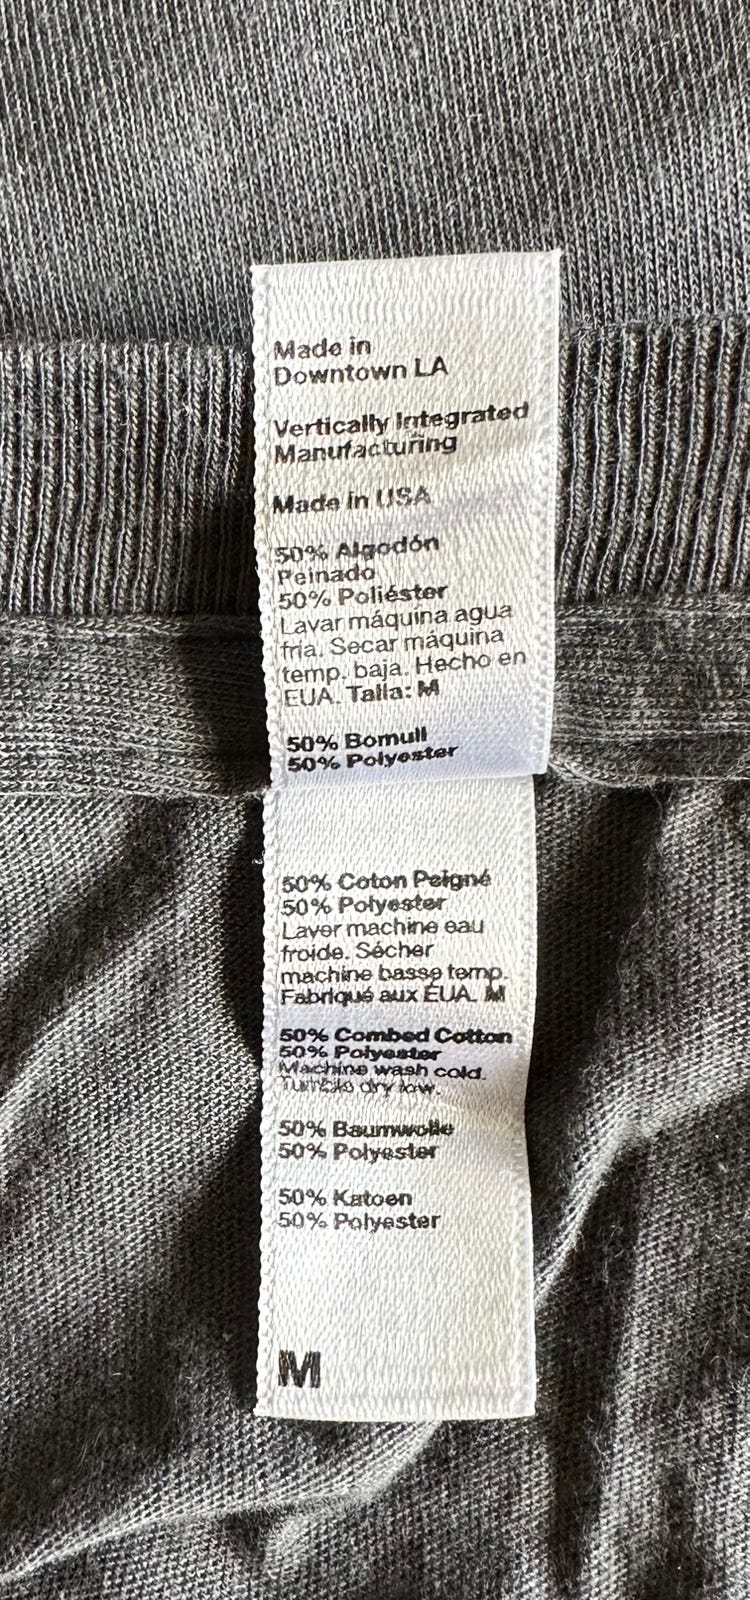 Made in
Downtown LA
Vertically Integrated
Manufacturing
Made in USA
50% Algodón
Peinado
50% Poliéster
Lavar máquina agua
fría. Secar máquina
temp. baja. Hecho en
EUA. Talla: M
50% Bomull
50% Polyester
50% Coton Peigné
50% Polyester
Laver machine eau
froide. Sécher
machine basse temp.
Fabriqué aux ÉUA. M
50% Combed Cotton
50% Polyester
Machine wash cold.
Tumble dry low.
50% Baumwolle
50% Polyester
50% Katoen
50% Polyester
M